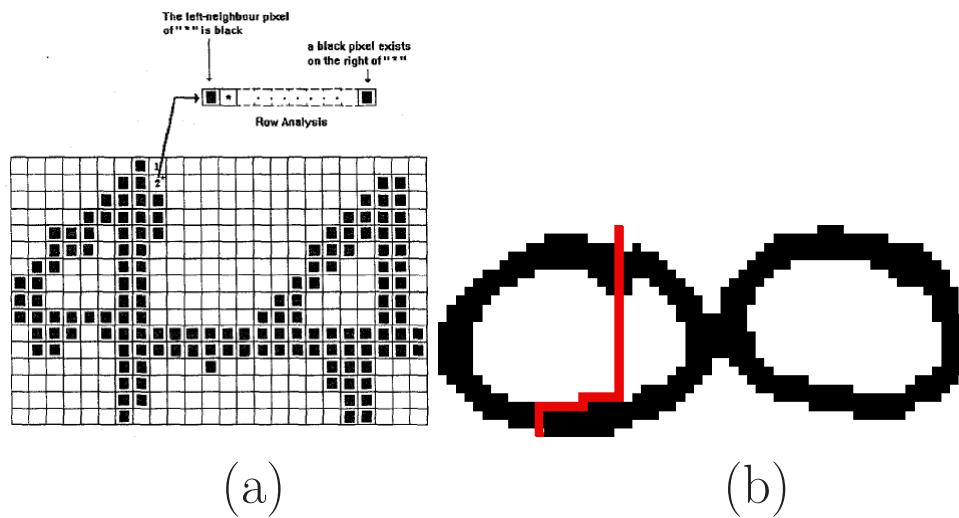 The left-neighbour pixel
of "*" is black
a black pixel exists
on the right of "*"
*
Row Analysis
1
2
(a)
(b)